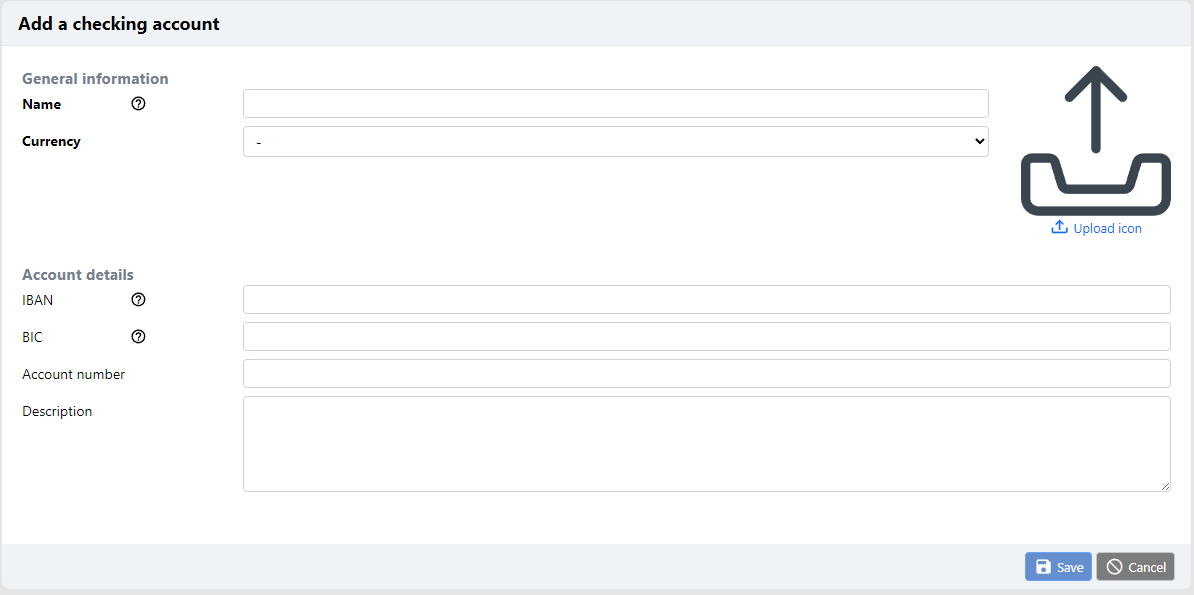 Add a checking account
General information
Name
Currency
-
Upload icon
Account details
IBAN
BIC
Account number
Description
Save
Cancel